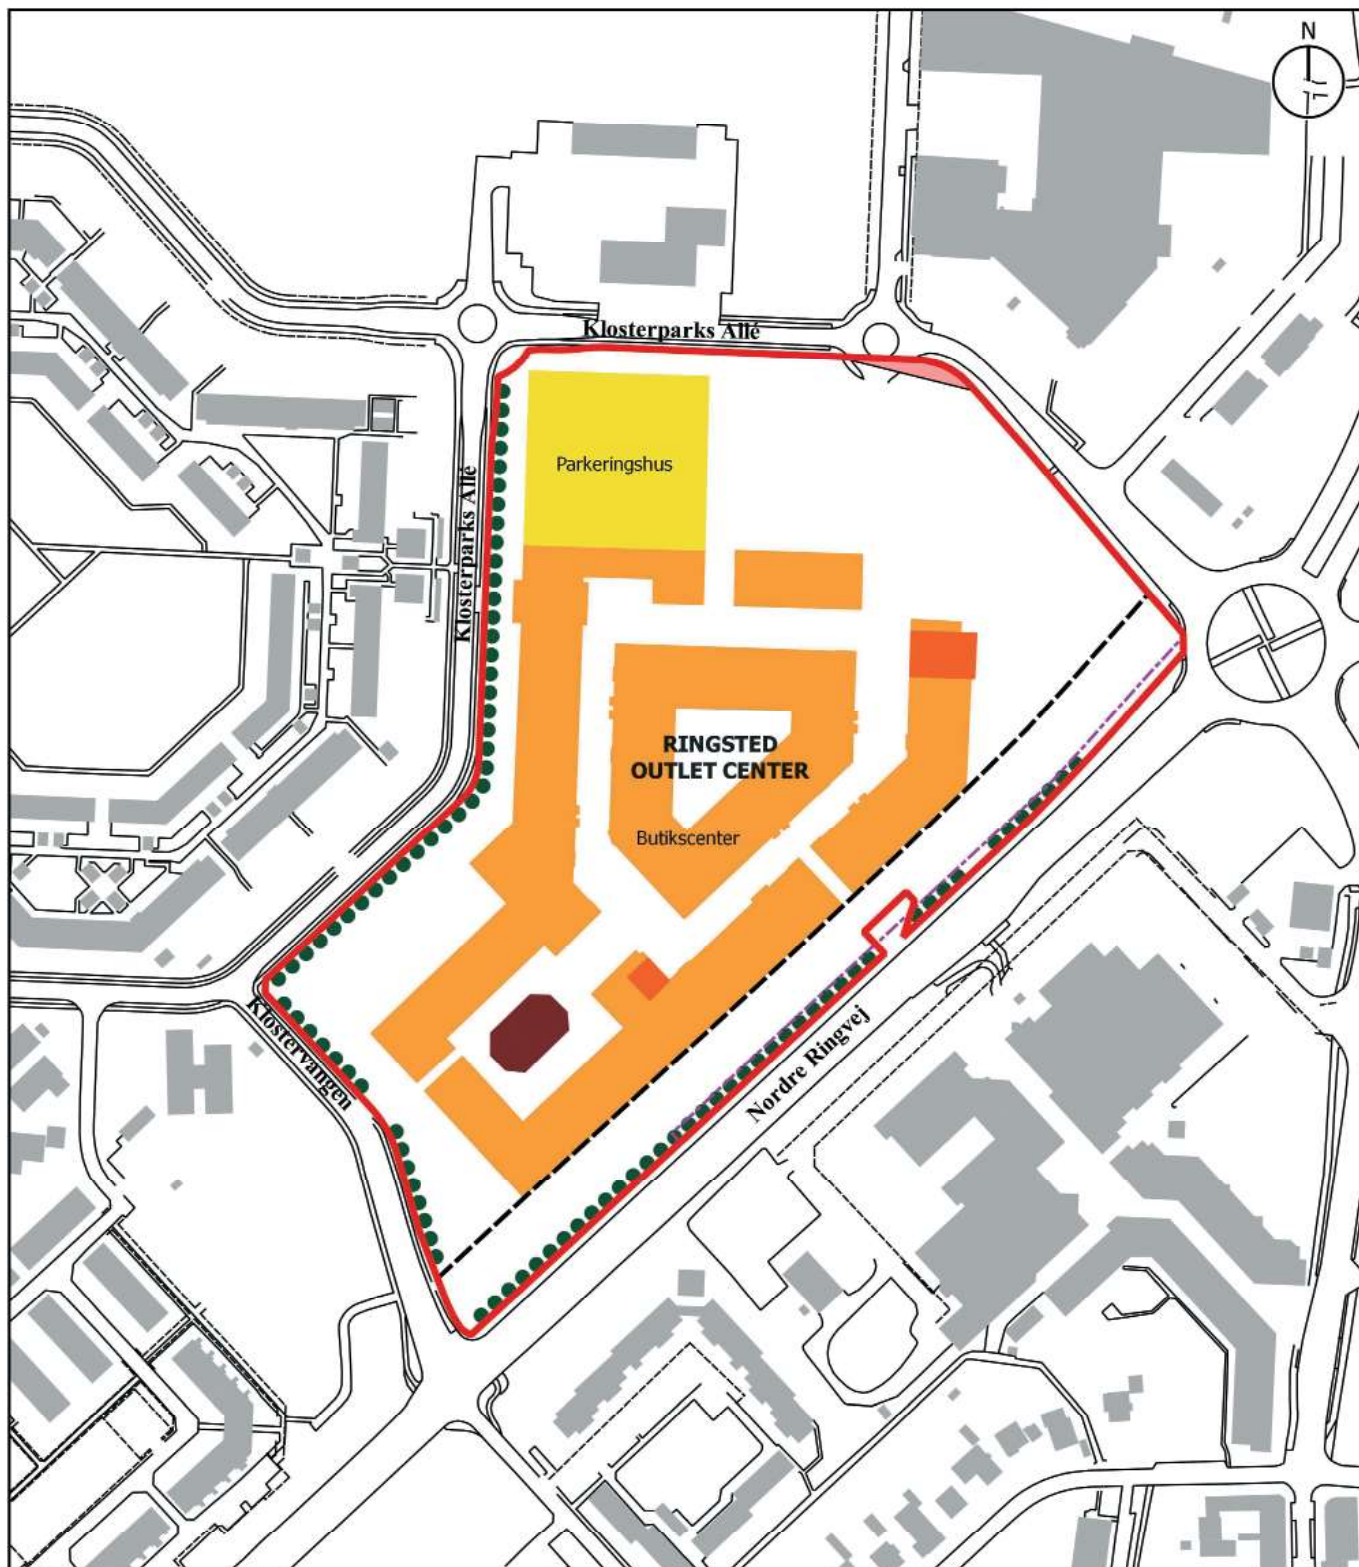 N
Klosterparks Allé
Parkeringshus
Klosterparks Allé
RINGSTED
OUTLET CENTER
Butikscenter
Klostervangen
Nordre Ringvej